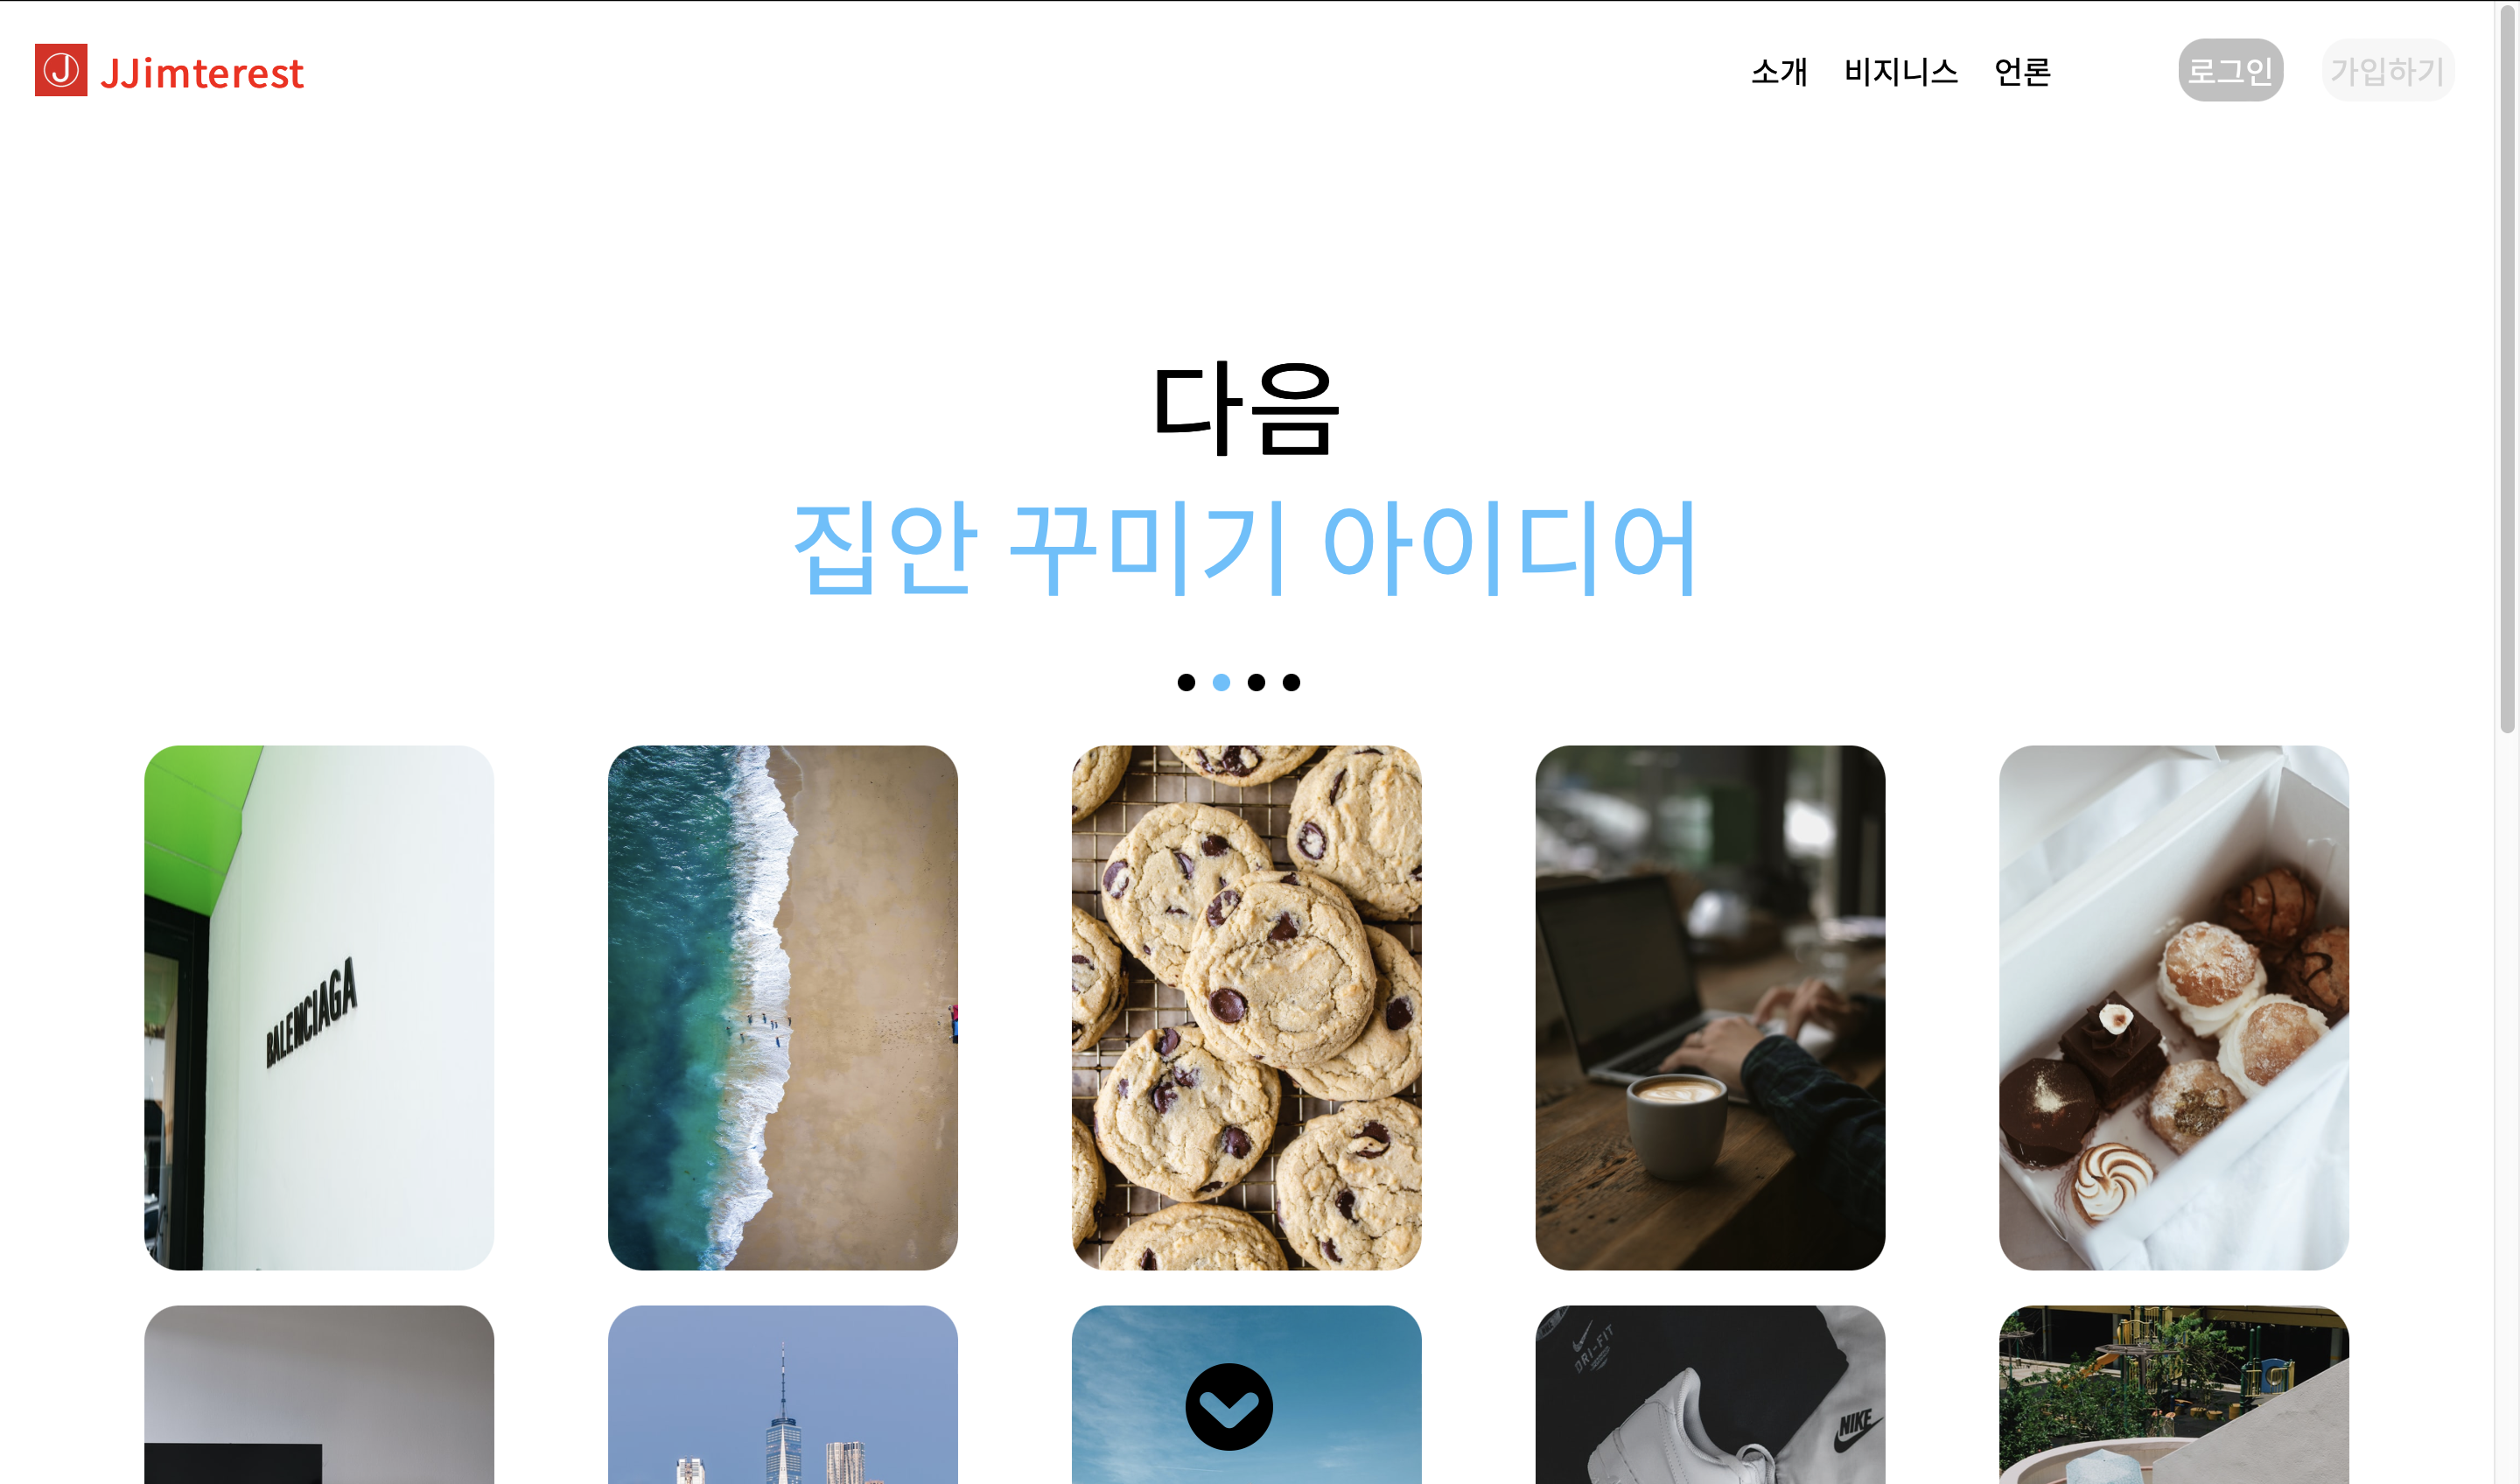 J JJimterest
소개 비지니스 언론 로그인 가입하기
다음
집안 꾸미기 아이디어
BALENCIAGA
DRI-FIT
NIKE